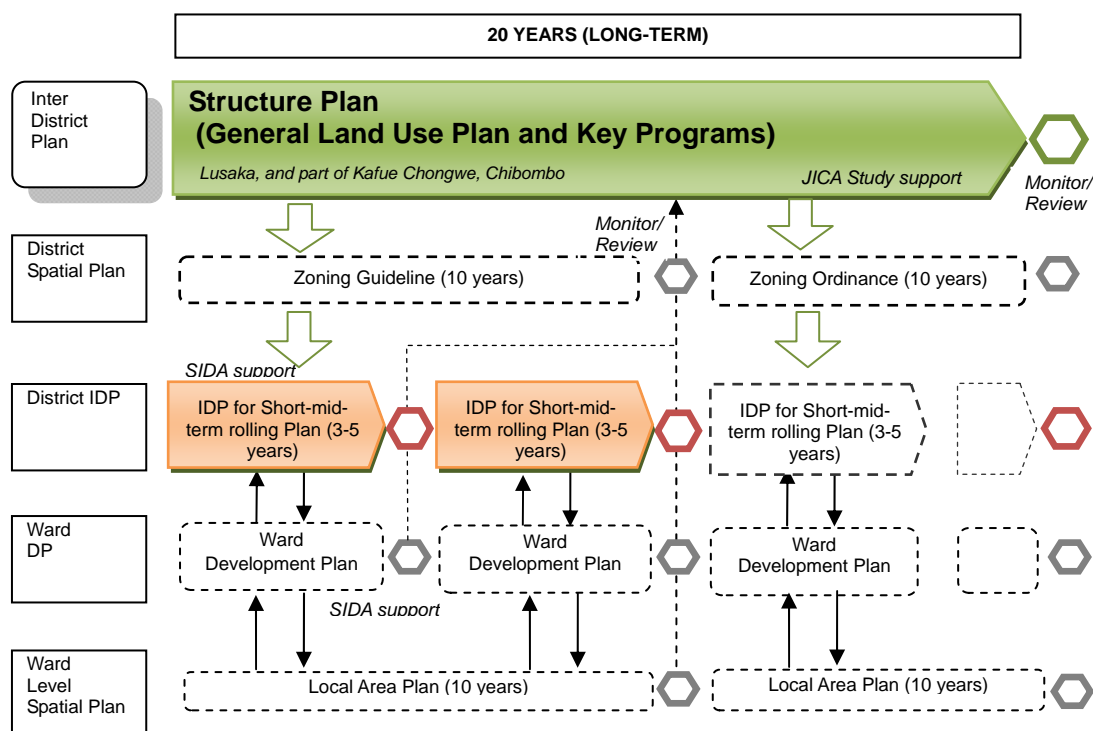 20 YEARS (LONG-TERM)
Inter
District
Plan
Structure Plan
(General Land Use Plan and Key Programs)
Lusaka, and part of Kafue Chongwe, Chibombo
JICA Study support
Monitor/
Review
Monitor/
Review
District
Spatial Plan
Zoning Guideline (10 years)
Zoning Ordinance (10 years)
SIDA support
District IDP
IDP for Short-mid-
term rolling Plan (3-5
years)
IDP for Short-mid-
term rolling Plan (3-5
years)
IDP for Short-mid-
term rolling Plan (3-5
years)
Ward
DP
Ward
Development Plan
Ward
Development Plan
Ward
Development Plan
SIDA support
Ward
Level
Spatial Plan
Local Area Plan (10 years)
Local Area Plan (10 years)